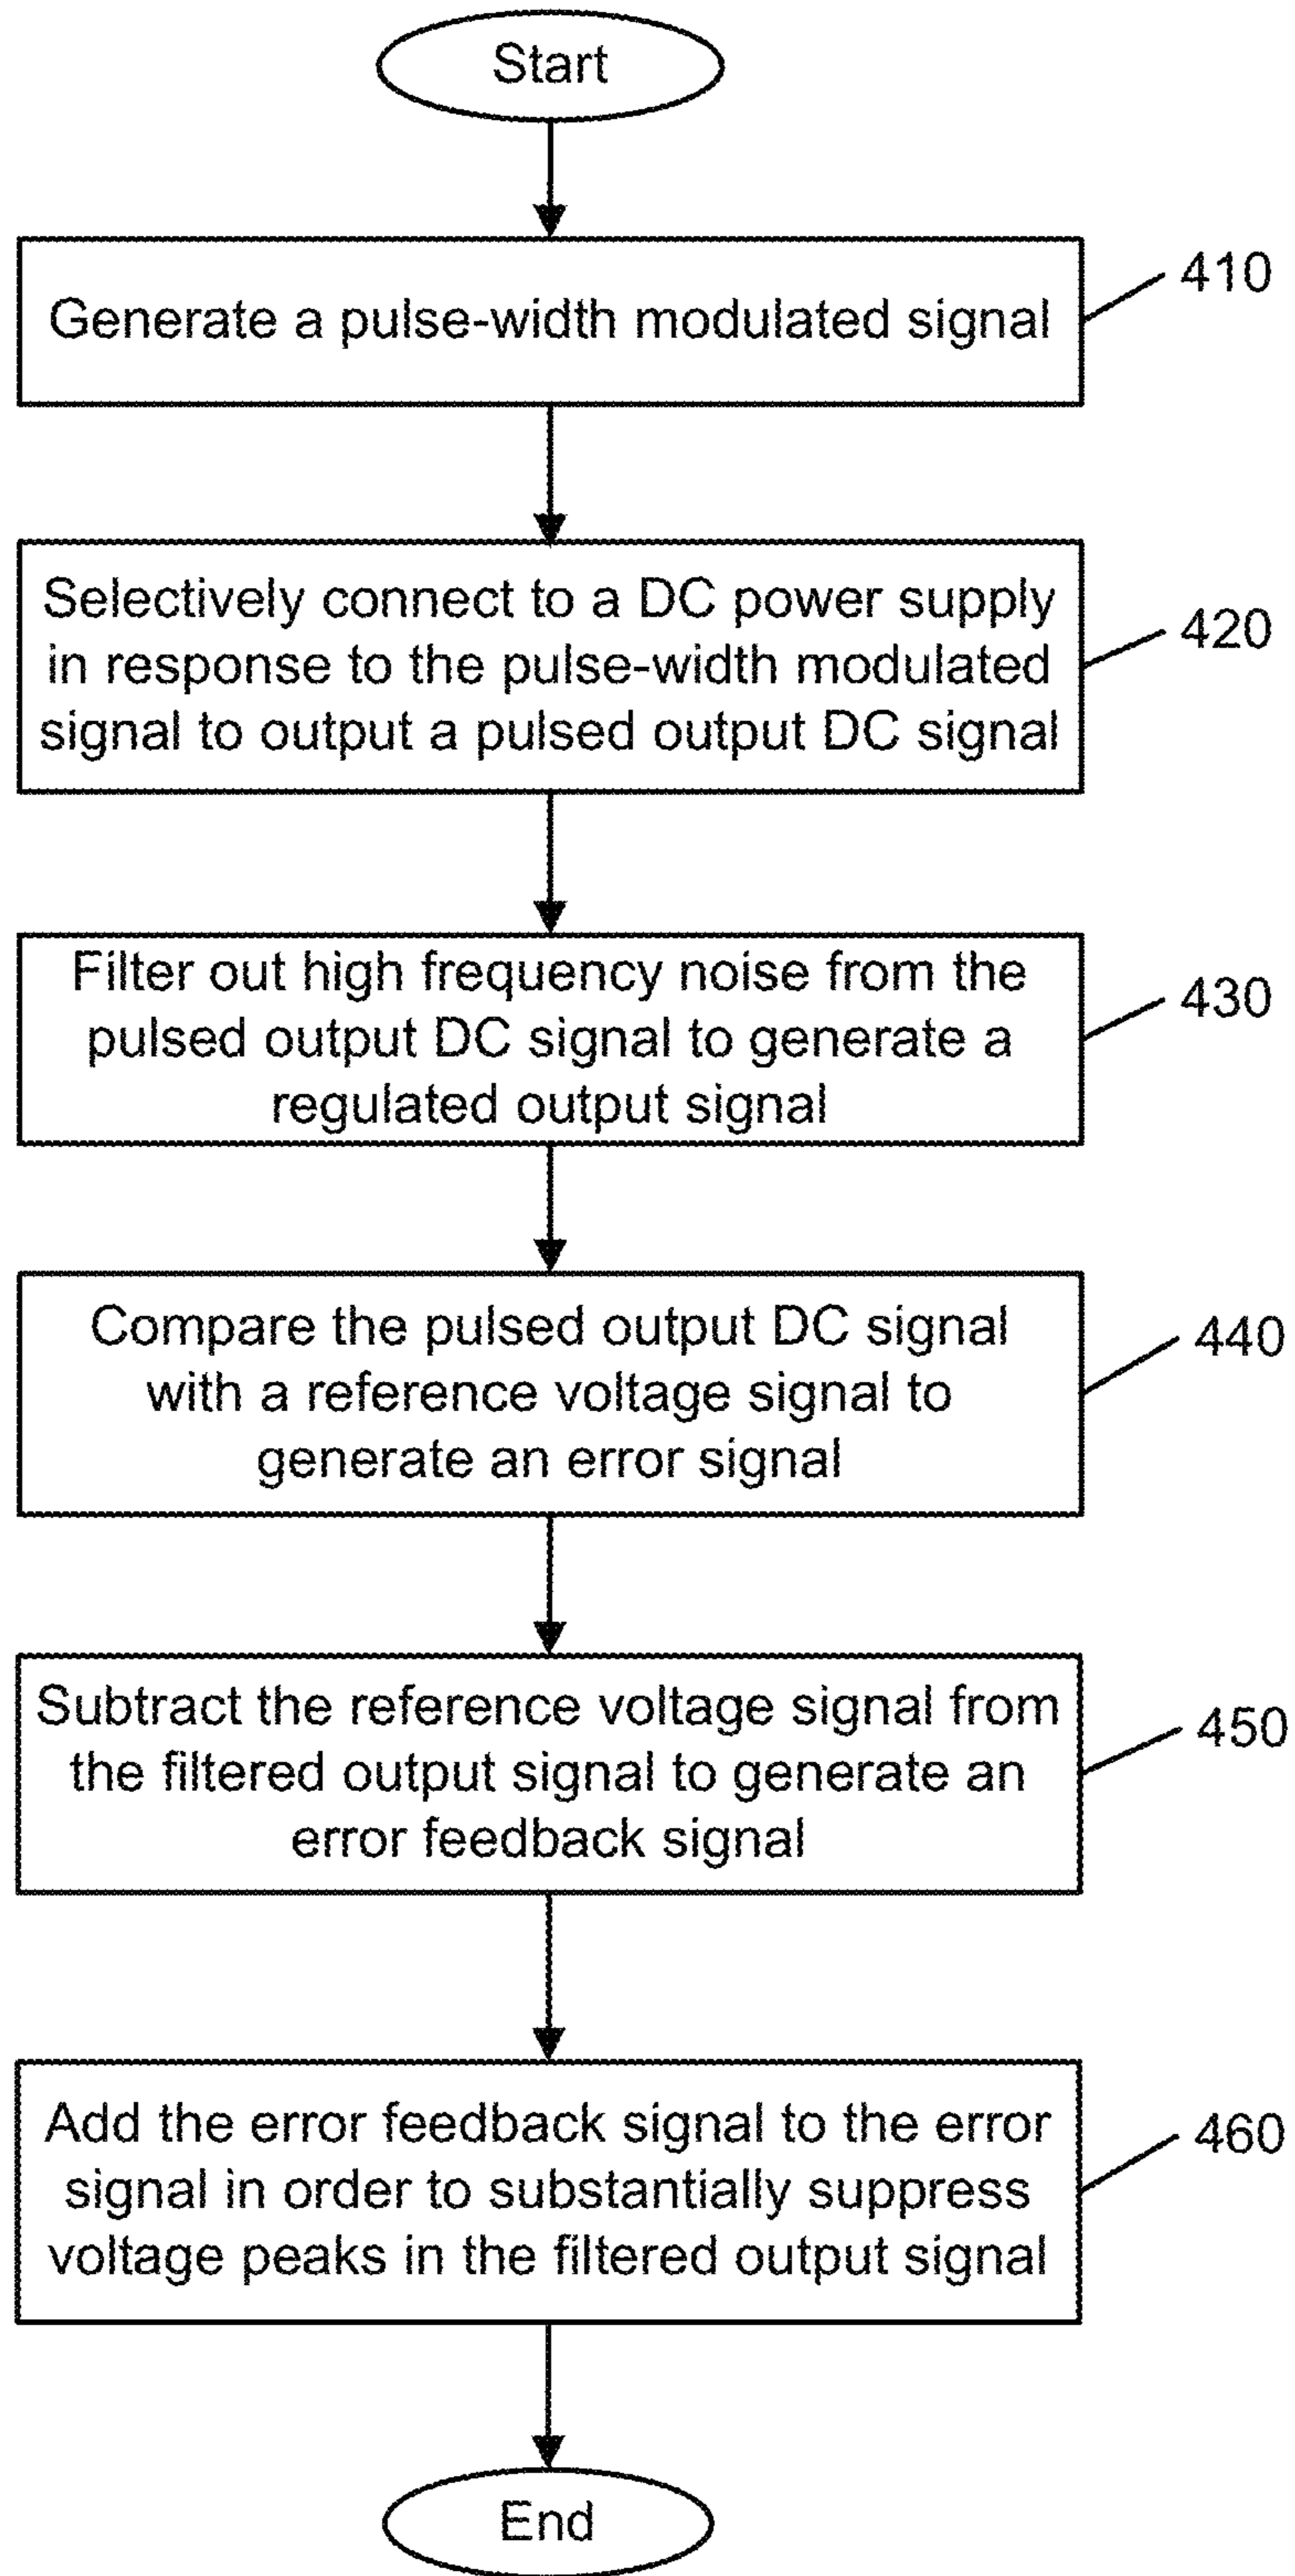 Start
Generate a pulse-width modulated signal
410
Selectively connect to a DC power supply
in response to the pulse-width modulated
signal to output a pulsed output DC signal
420
Filter out high frequency noise from the
pulsed output DC signal to generate a
regulated output signal
430
Compare the pulsed output DC signal
with a reference voltage signal to
generate an error signal
440
Subtract the reference voltage signal from
the filtered output signal to generate an
error feedback signal
450
Add the error feedback signal to the error
signal in order to substantially suppress
voltage peaks in the filtered output signal
460
End